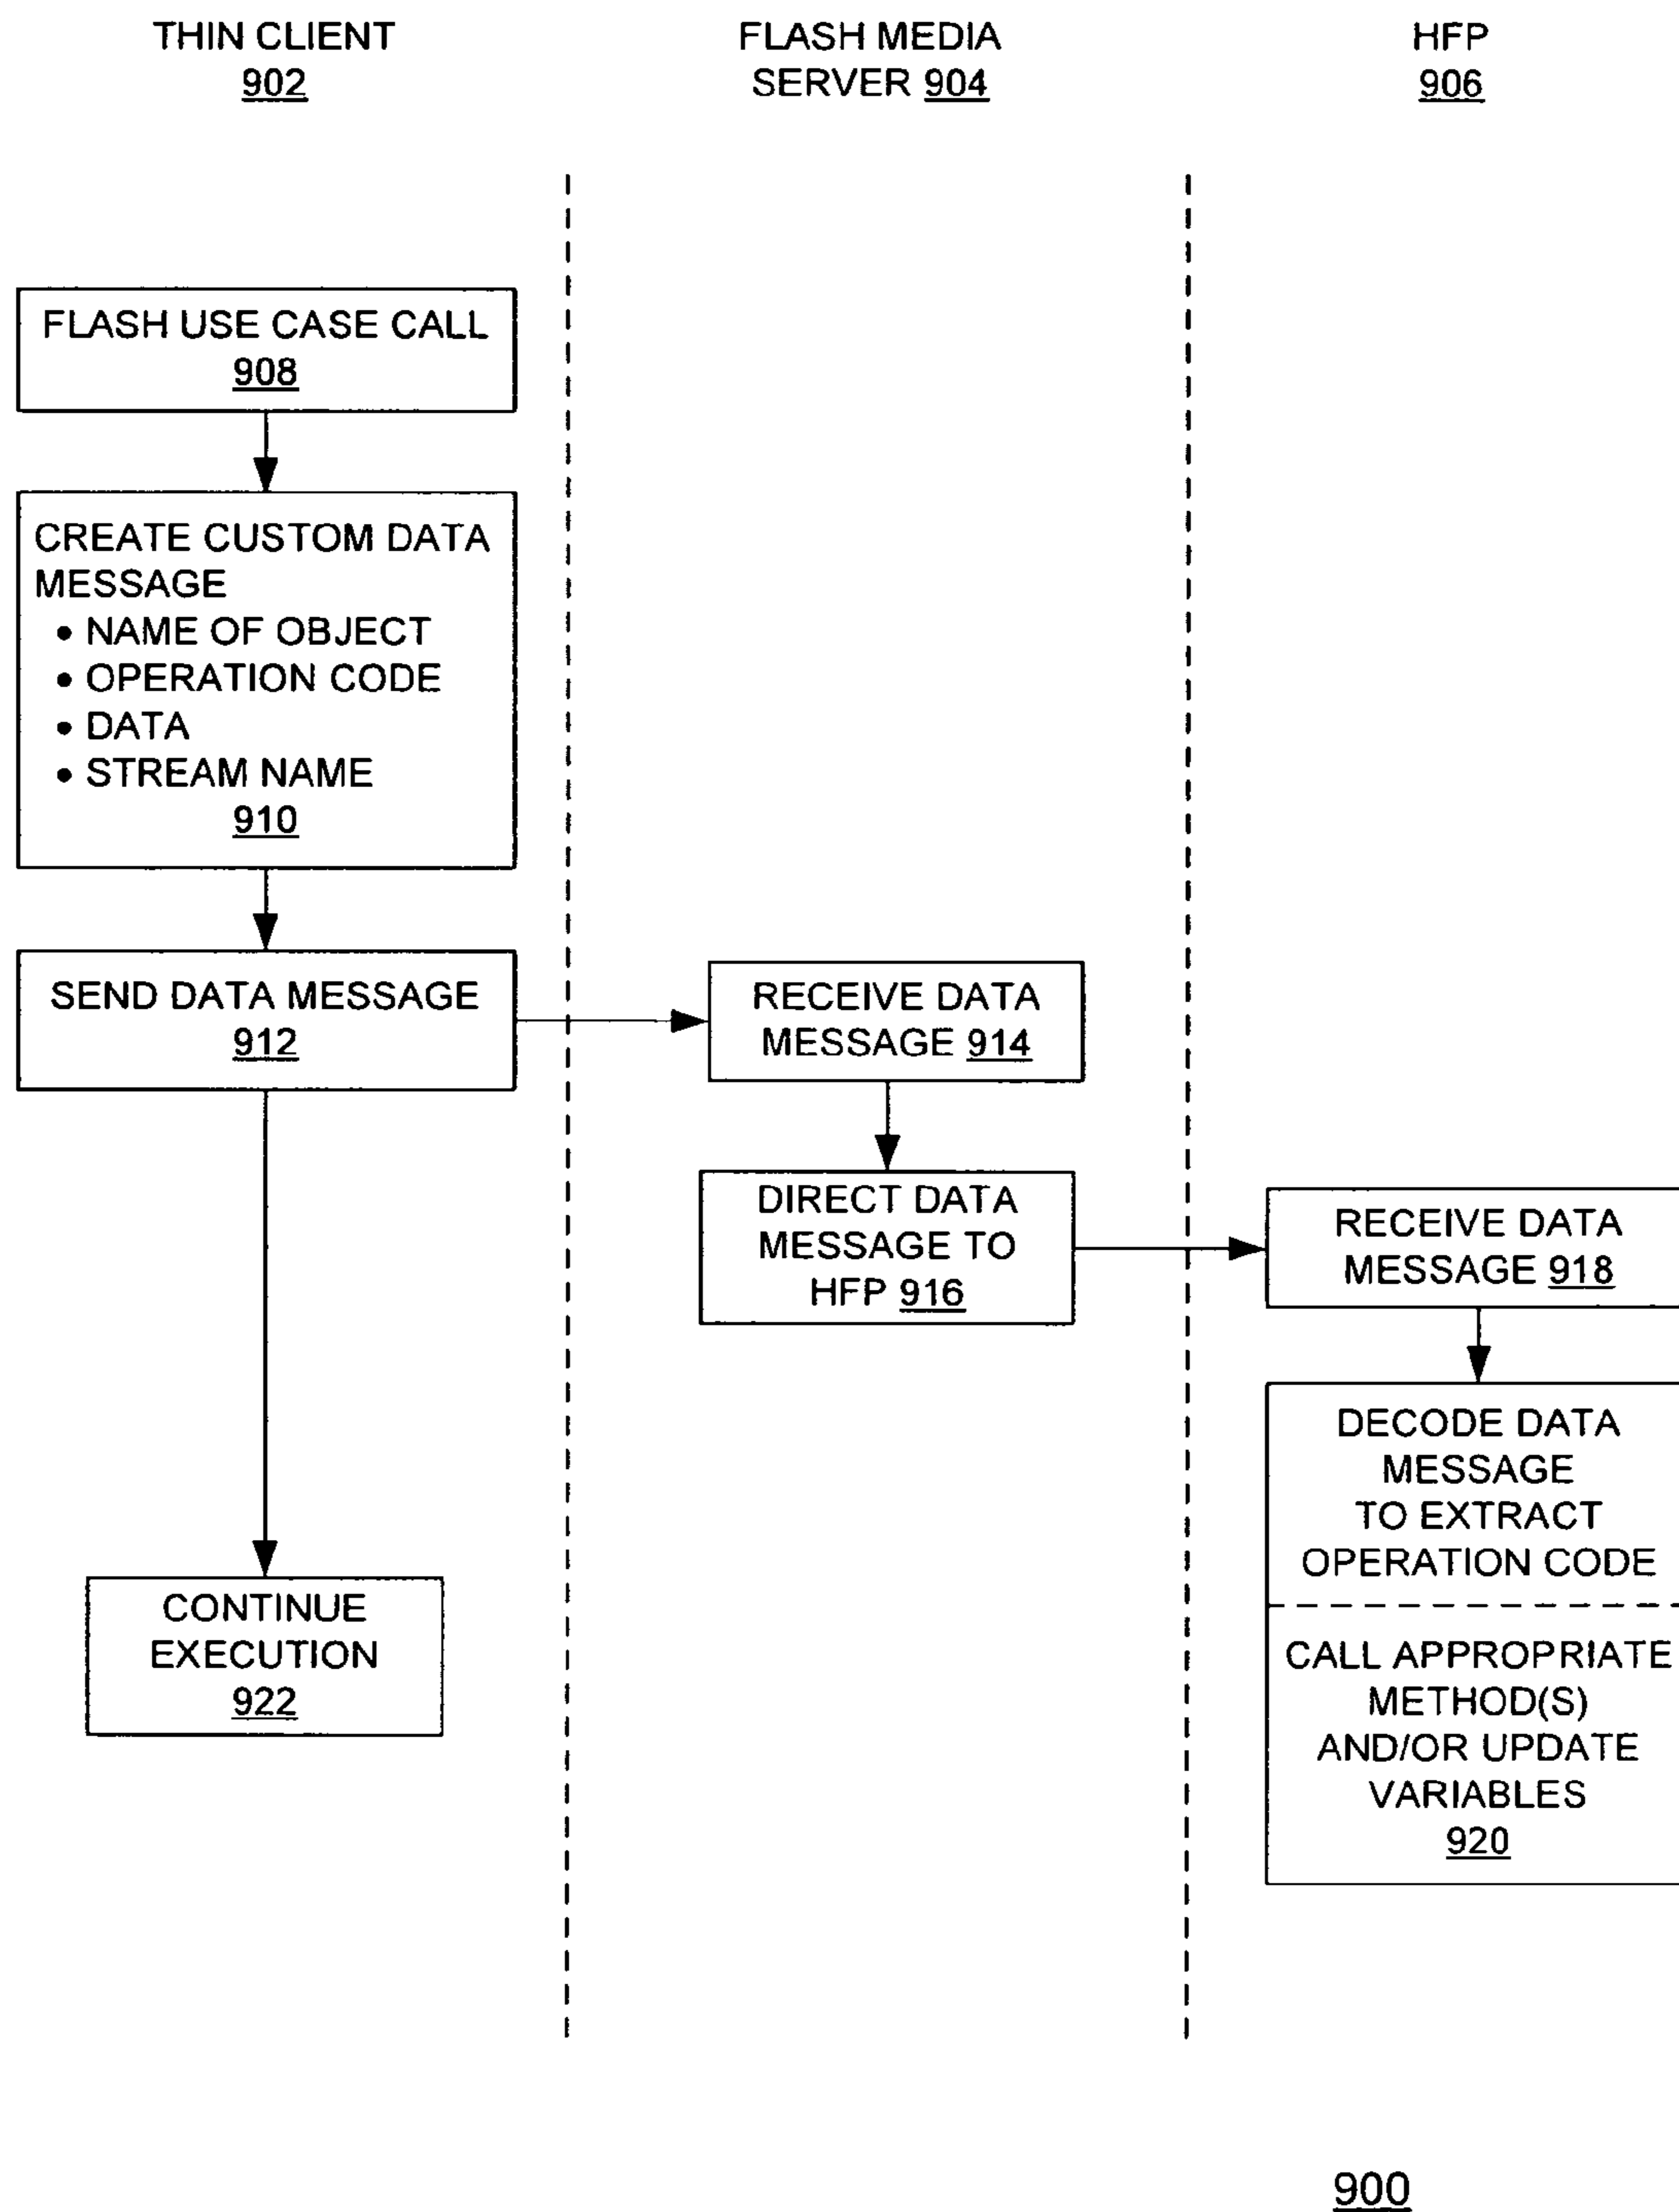 THIN CLIENT
902
FLASH MEDIA
SERVER 904
HFP
906
FLASH USE CASE CALL
908
CREATE CUSTOM DATA
MESSAGE
• NAME OF OBJECT
• OPERATION CODE
• DATA
• STREAM NAME
910
SEND DATA MESSAGE
912
RECEIVE DATA
MESSAGE 914
DIRECT DATA
MESSAGE TO
HFP 916
RECEIVE DATA
MESSAGE 918
DECODE DATA
MESSAGE
TO EXTRACT
OPERATION CODE
CALL APPROPRIATE
METHOD(S)
AND/OR UPDATE
VARIABLES
920
CONTINUE
EXECUTION
922
900